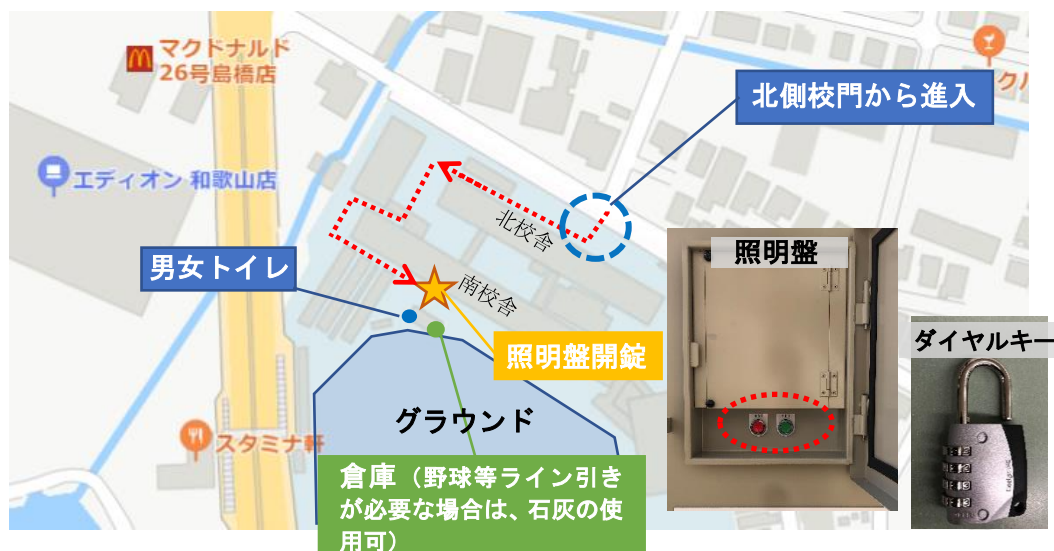 マクドナルド
26号島橋店
エディオン 和歌山店
北側校門から進入
北校舎
男女トイレ
南校舎
照明盤開錠
グラウンド
スタミナ軒
倉庫（野球等ライン引き
が必要な場合は、石灰の使
用可）
照明盤
ダイヤルキー